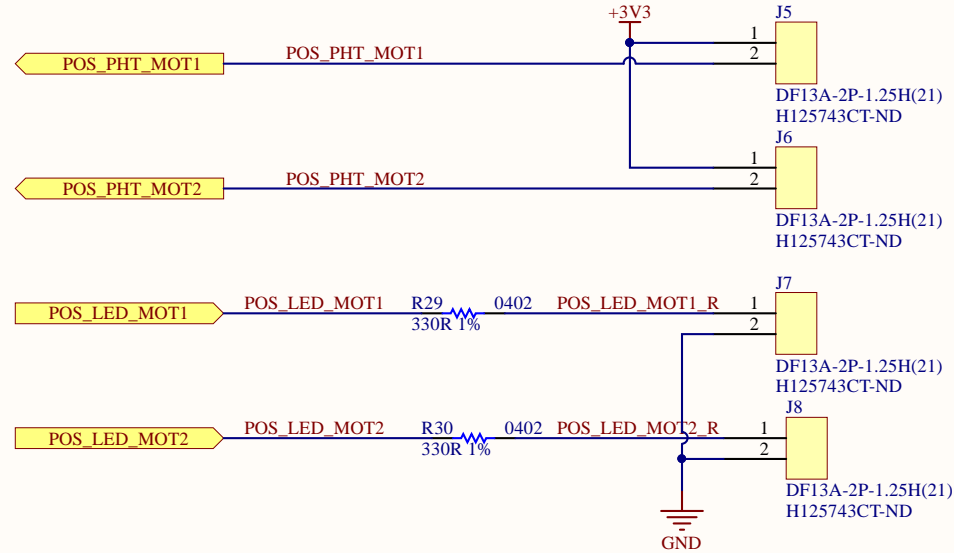 +3V3
J5
1
2
POS_PHT_MOT1
POS_PHT_MOT1
DF13A-2P-1.25H(21)
H125743CT-ND
J6
1
2
POS_PHT_MOT2
POS_PHT_MOT2
DF13A-2P-1.25H(21)
H125743CT-ND
J7
POS_LED_MOT1
POS_LED_MOT1
R29
0402
330R 1%
POS_LED_MOT1_R
1
2
DF13A-2P-1.25H(21)
H125743CT-ND
J8
POS_LED_MOT2
POS_LED_MOT2
R30
0402
330R 1%
POS_LED_MOT2_R
1
2
DF13A-2P-1.25H(21)
H125743CT-ND
GND